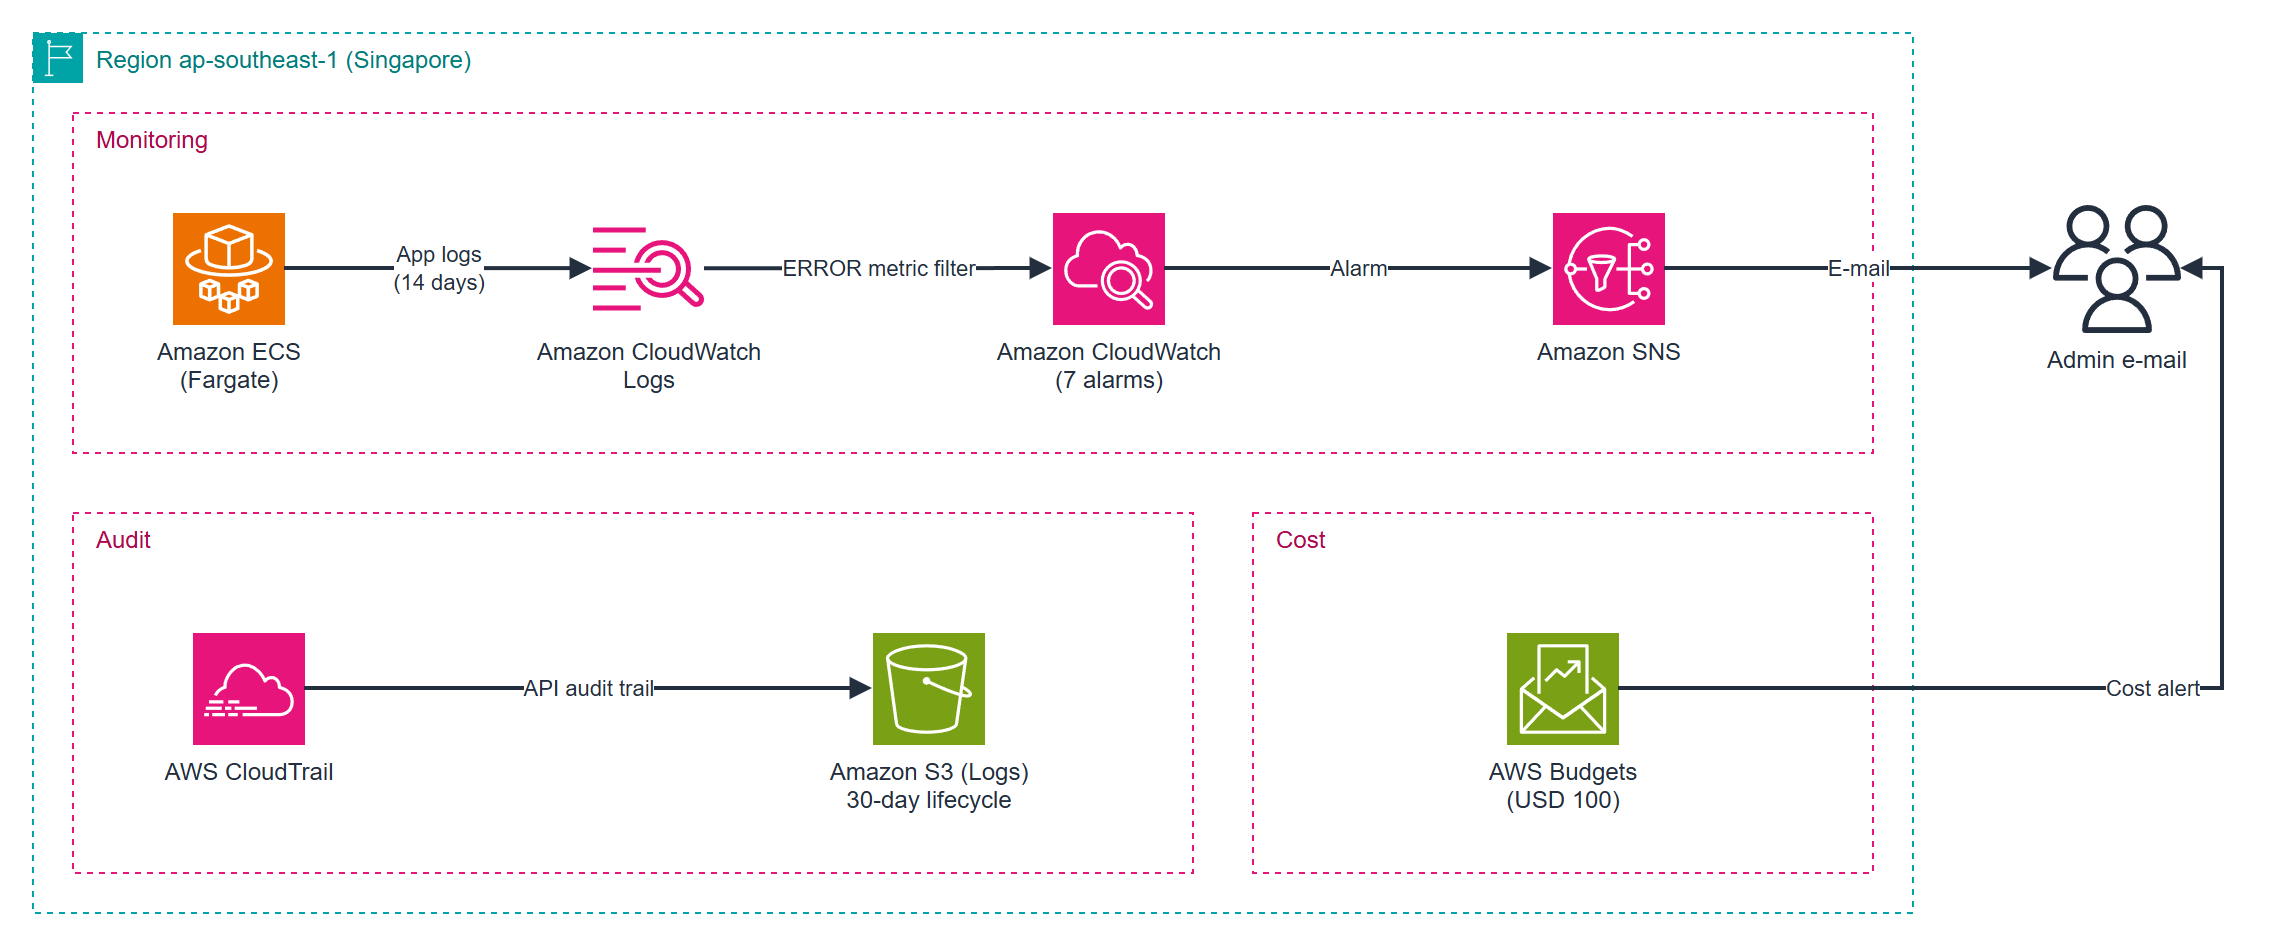 Region ap-southeast-1 (Singapore)
Monitoring
App logs
(14 days)
ERROR metric filter
Alarm
E-mail
Amazon ECS
(Fargate)
Amazon CloudWatch
Logs
Amazon CloudWatch
(7 alarms)
Amazon SNS
Admin e-mail
Audit
API audit trail
AWS CloudTrail
Amazon S3 (Logs)
30-day lifecycle
Cost
Cost alert
AWS Budgets
(USD 100)